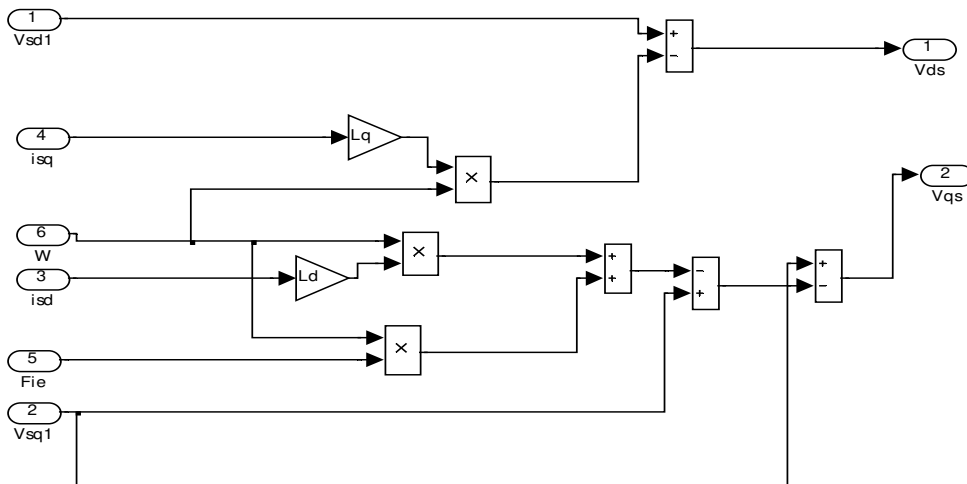 1
Vsd1
+
−
1
Vds
4
isq
Lq
×
2
Vqs
6
W
×
3
isd
Ld
+
+
−
+
+
−
5
Fie
×
2
Vsq1